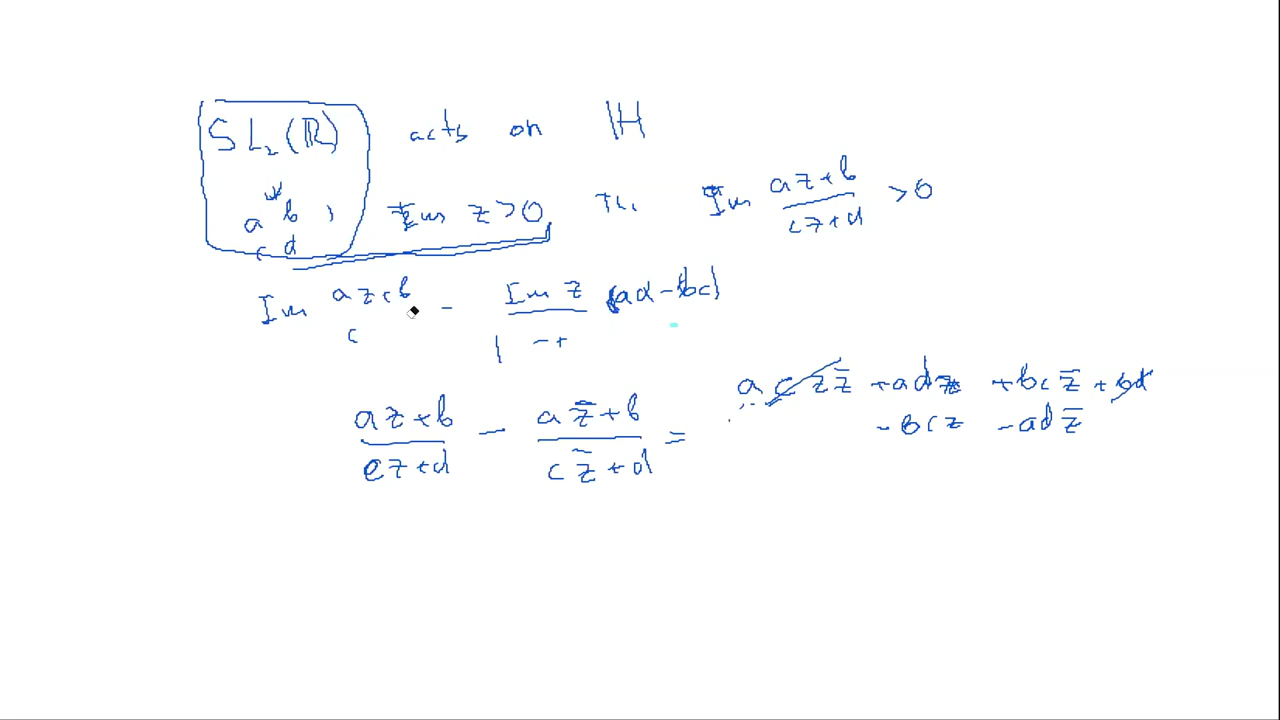 SL₂(ℝ) acts on ℍ
a b , Im z > 0 Th Im (az+b)/(cz+d) > 0
c d
Im az+b/c - Im z (ad - bc)
(az+b)/(cz+d) - (az̄+b)/(cz̄+d) = aczz̄ + adz + bcz̄ + bd
- bcz - adz̄